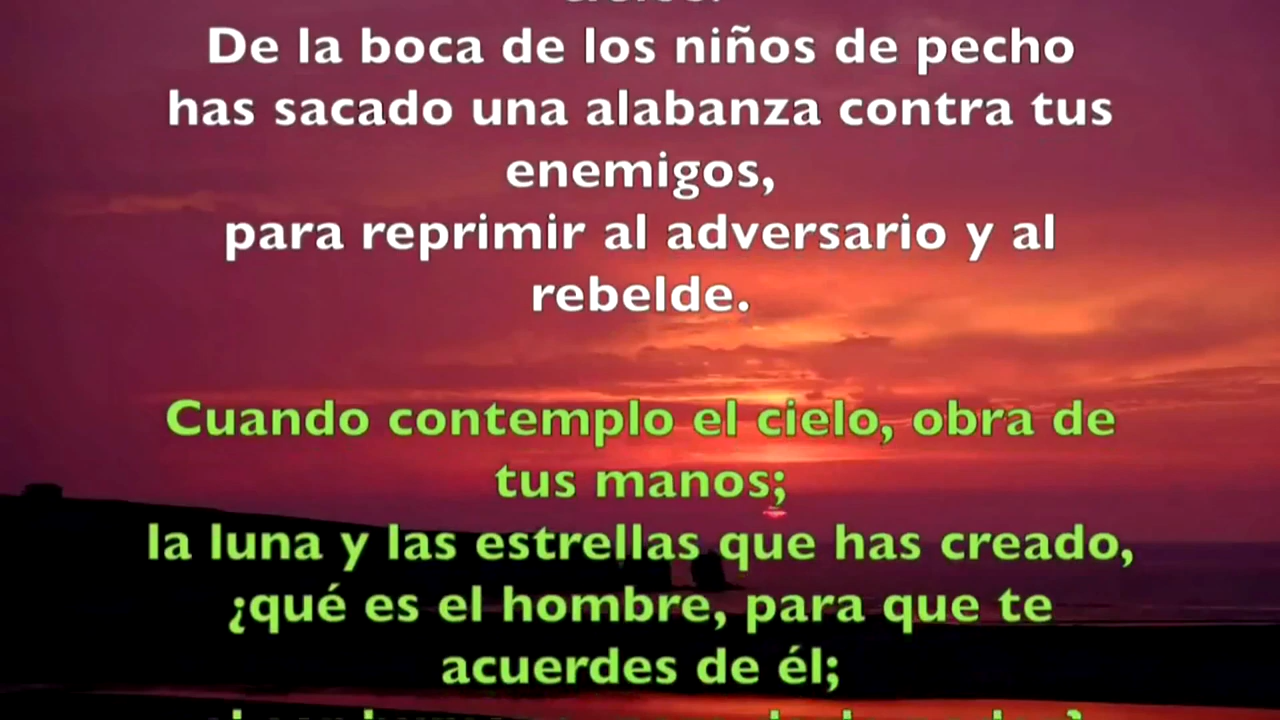 De la boca de los niños de pecho
has sacado una alabanza contra tus
enemigos,
para reprimir al adversario y al
rebelde.
Cuando contemplo el cielo, obra de
tus manos;
la luna y las estrellas que has creado,
¿qué es el hombre, para que te
acuerdes de él;